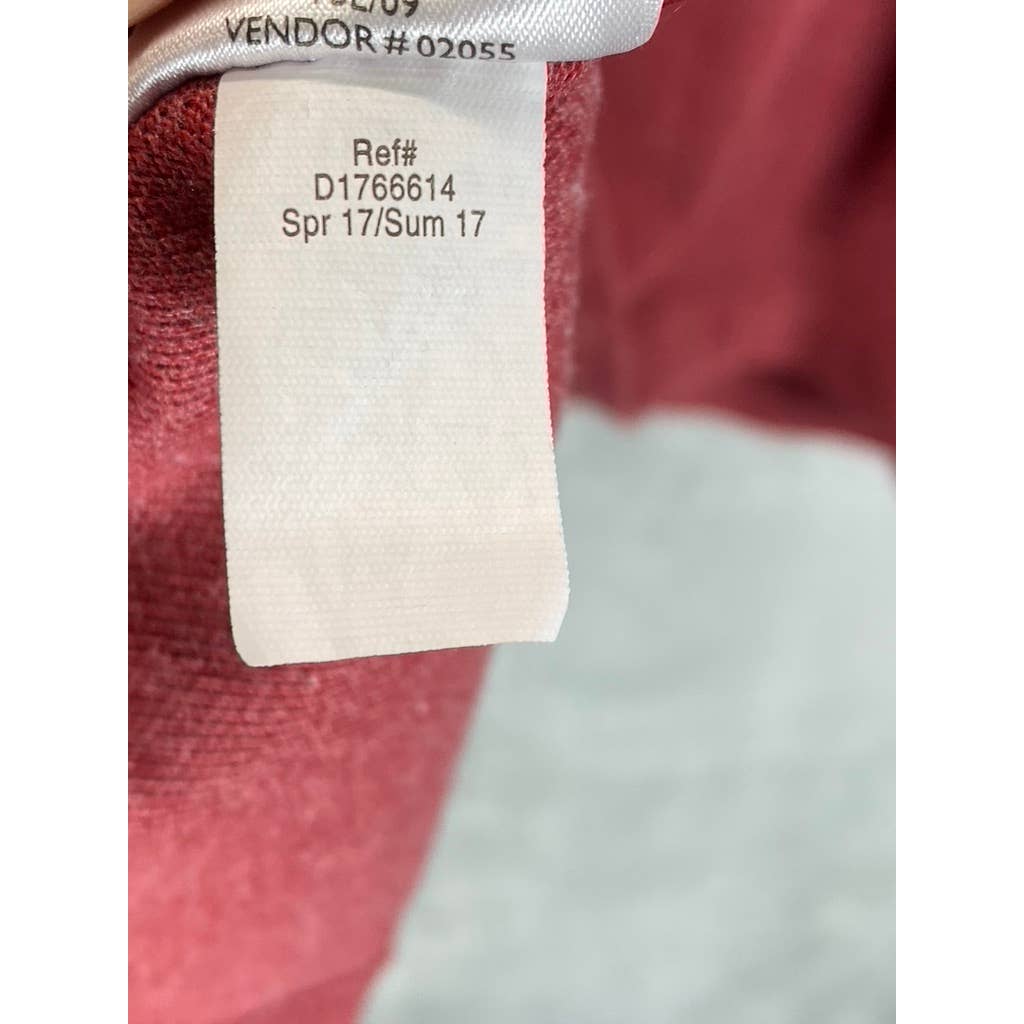 VENDOR # 02055
Ref#
D1766614
Spr 17/Sum 17